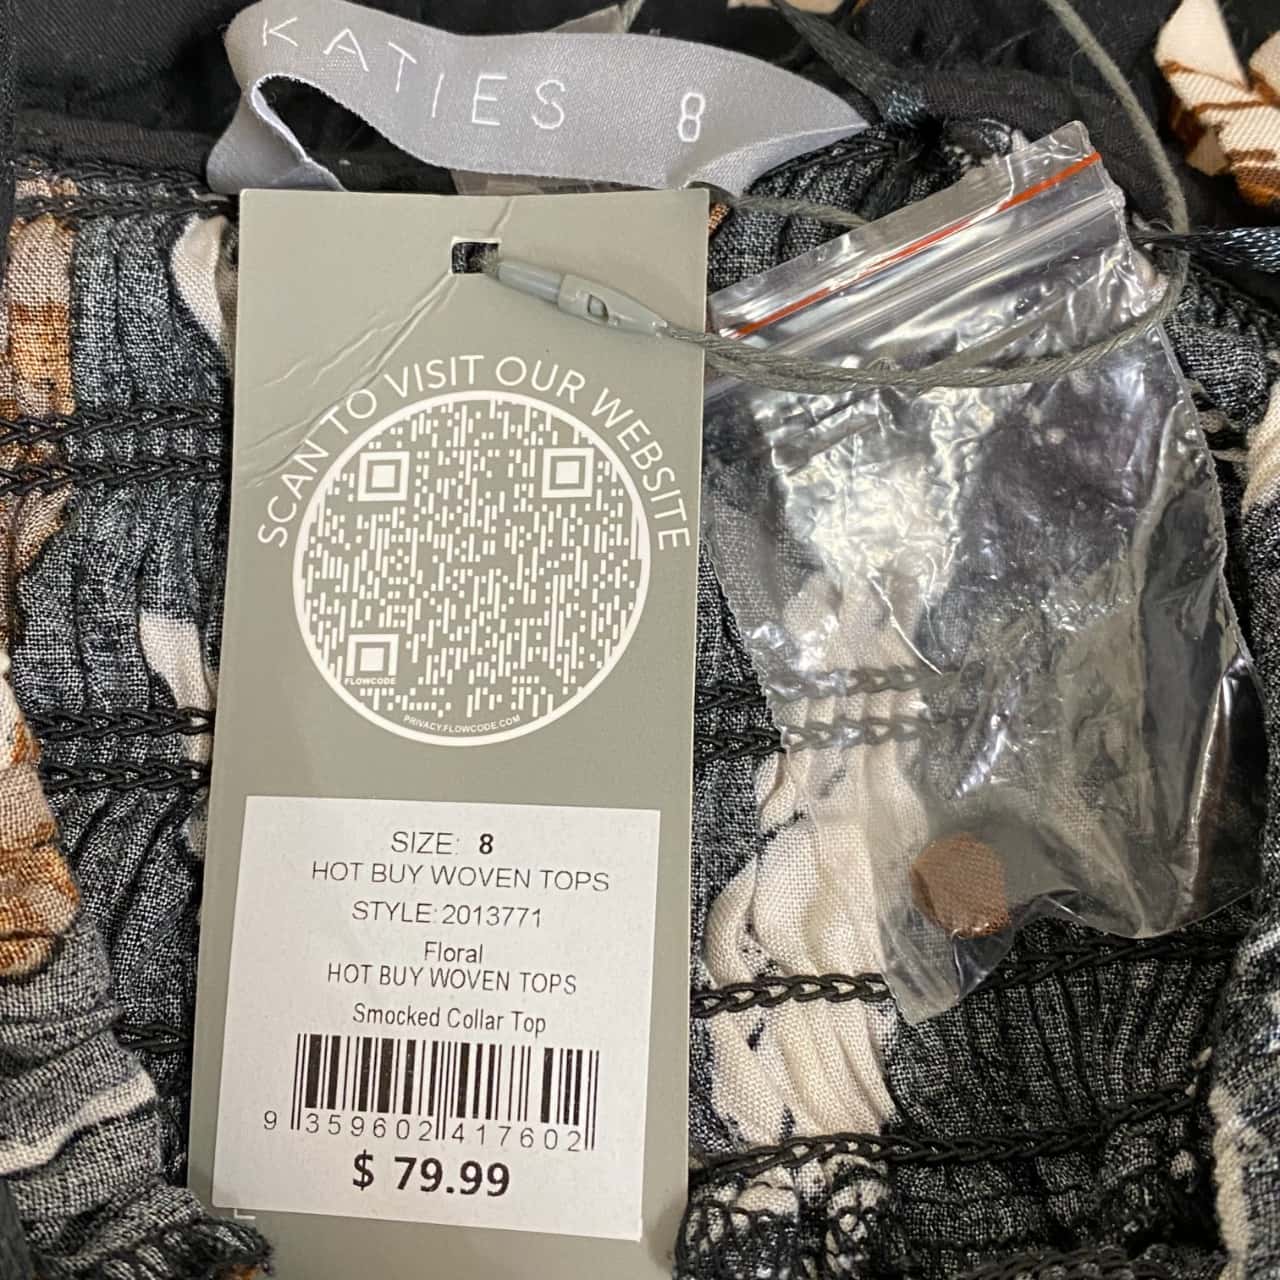 KATIES 8
SCAN TO VISIT OUR WEBSITE
FLOWCODE
PRIVACY.FLOWCODE.COM
SIZE: 8
HOT BUY WOVEN TOPS
STYLE: 2013771
Floral
HOT BUY WOVEN TOPS
Smocked Collar Top
9 359602 417602
$ 79.99